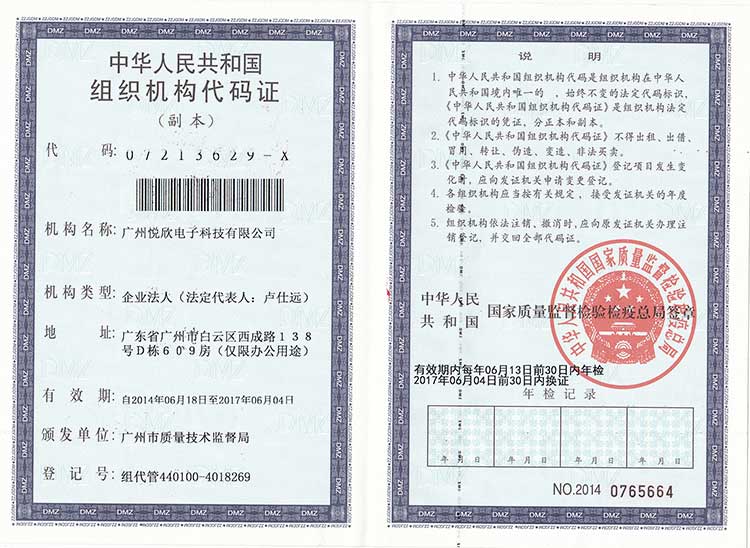 中华人民共和国
组织机构代码证
(副本)
代 码: 07213629-X
机构名称: 广州悦欣电子科技有限公司
机构类型: 企业法人(法定代表人:卢仕远)
地 址: 广东省广州市白云区西成路138
号D栋609房(仅限办公用途)
有 效 期: 自2014年06月18日至2017年06月04日
颁发单位: 广州市质量技术监督局
登 记 号: 组代管440100-4018269
说 明
1. 中华人民共和国组织机构代码是组织机构在中华人
民共和国境内唯一的、始终不变的法定代码标识,
《中华人民共和国组织机构代码证》是组织机构法定
代码标识的凭证,分正本和副本。
2.《中华人民共和国组织机构代码证》不得出租、出借、
冒用、转让、伪造、变造、非法买卖。
3.《中华人民共和国组织机构代码证》登记项目发生变
化时,应向发证机关申请变更登记。
4. 各组织机构应当按有关规定,接受发证机关的年度
检验。
5. 组织机构依法注销、撤消时,应向原发证机关办理注
销登记,并交回全部代码证。
中华人民
共和国 国家质量监督检验检疫总局签章
中华人民共和国国家质量监督检验检疫总局
有效期内每年06月13日前30日内年检
2017年06月04日前30日内换证
年检记录
年 月 日 年 月 日 年 月 日 年 月 日
NO.2014 0765664